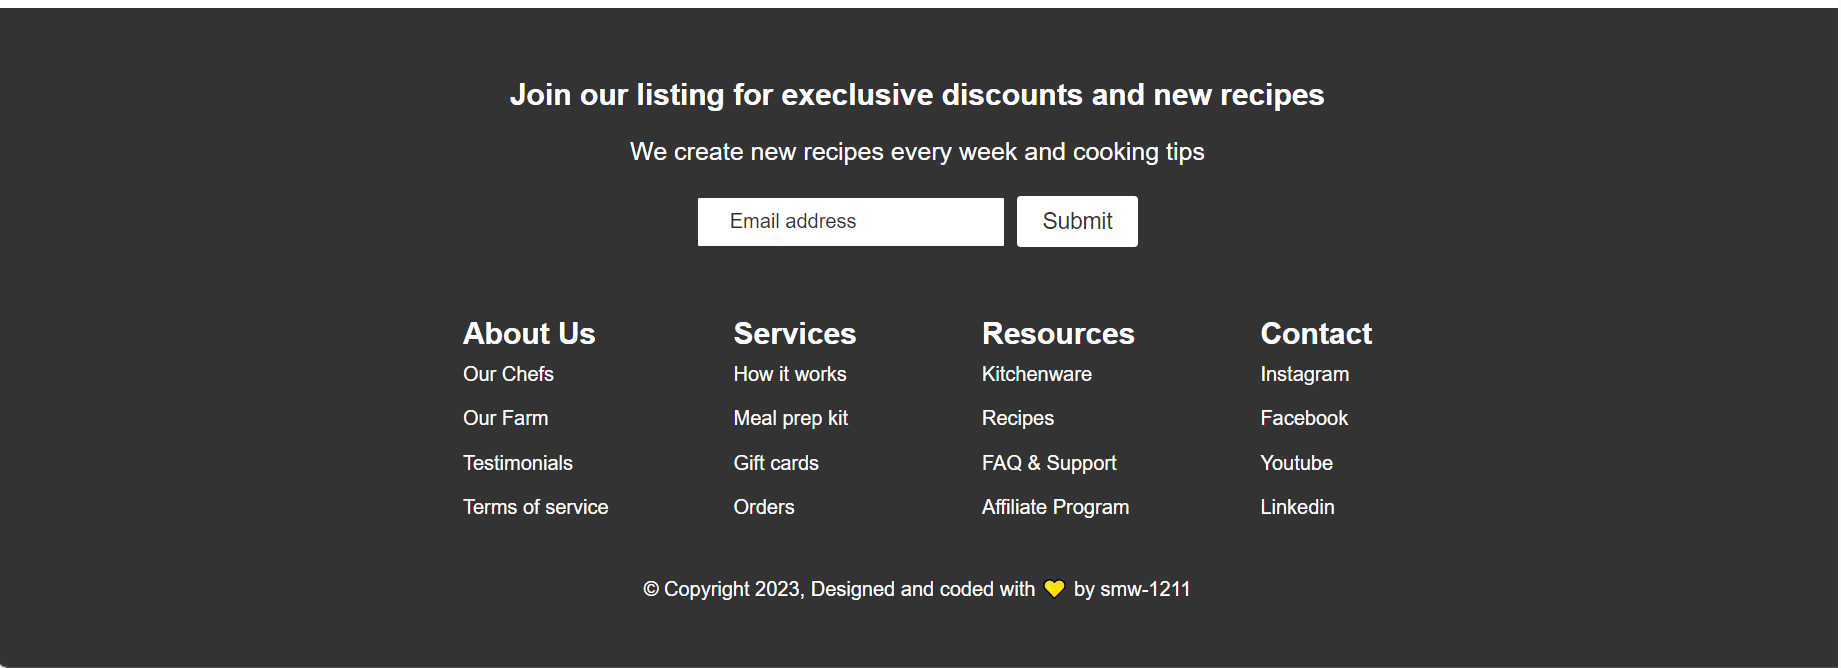 Join our listing for execlusive discounts and new recipes
We create new recipes every week and cooking tips
Email address
Submit
About Us
Our Chefs
Our Farm
Testimonials
Terms of service
Services
How it works
Meal prep kit
Gift cards
Orders
Resources
Kitchenware
Recipes
FAQ & Support
Affiliate Program
Contact
Instagram
Facebook
Youtube
Linkedin
© Copyright 2023, Designed and coded with 💛 by smw-1211